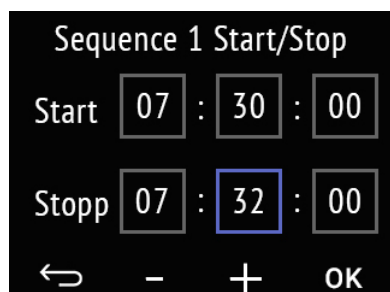 Sequence 1 Start/Stop
Start 07 : 30 : 00
Stopp 07 : 32 : 00
- + OK